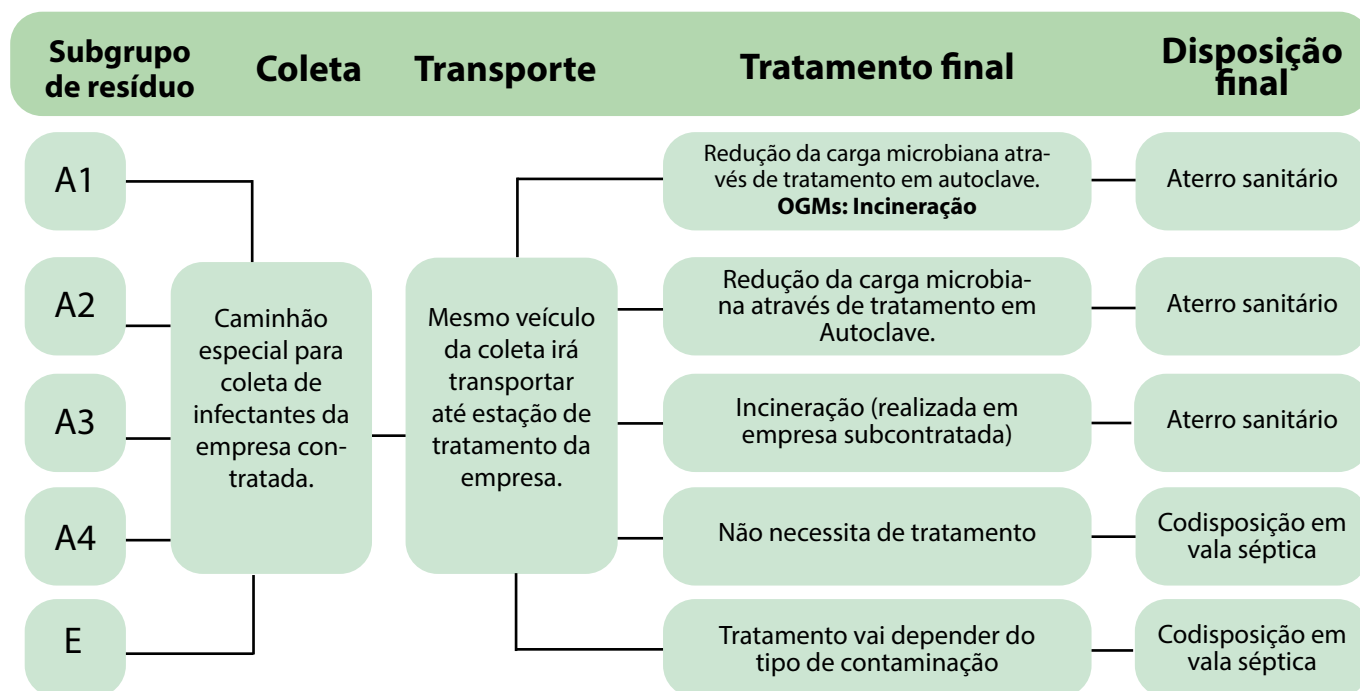 Subgrupo
de resíduo
Coleta
Transporte
Tratamento final
Disposição
final
A1
A2
A3
A4
E
Caminhão
especial para
coleta de
infectantes da
empresa con-
tratada.
Mesmo veículo
da coleta irá
transportar
até estação de
tratamento da
empresa.
Redução da carga microbiana atra-
vés de tratamento em autoclave.
OGMs: Incineração
Aterro sanitário
Redução da carga microbia-
na através de tratamento em
Autoclave.
Aterro sanitário
Incineração (realizada em
empresa subcontratada)
Aterro sanitário
Não necessita de tratamento
Codisposição em
vala séptica
Tratamento vai depender do
tipo de contaminação
Codisposição em
vala séptica